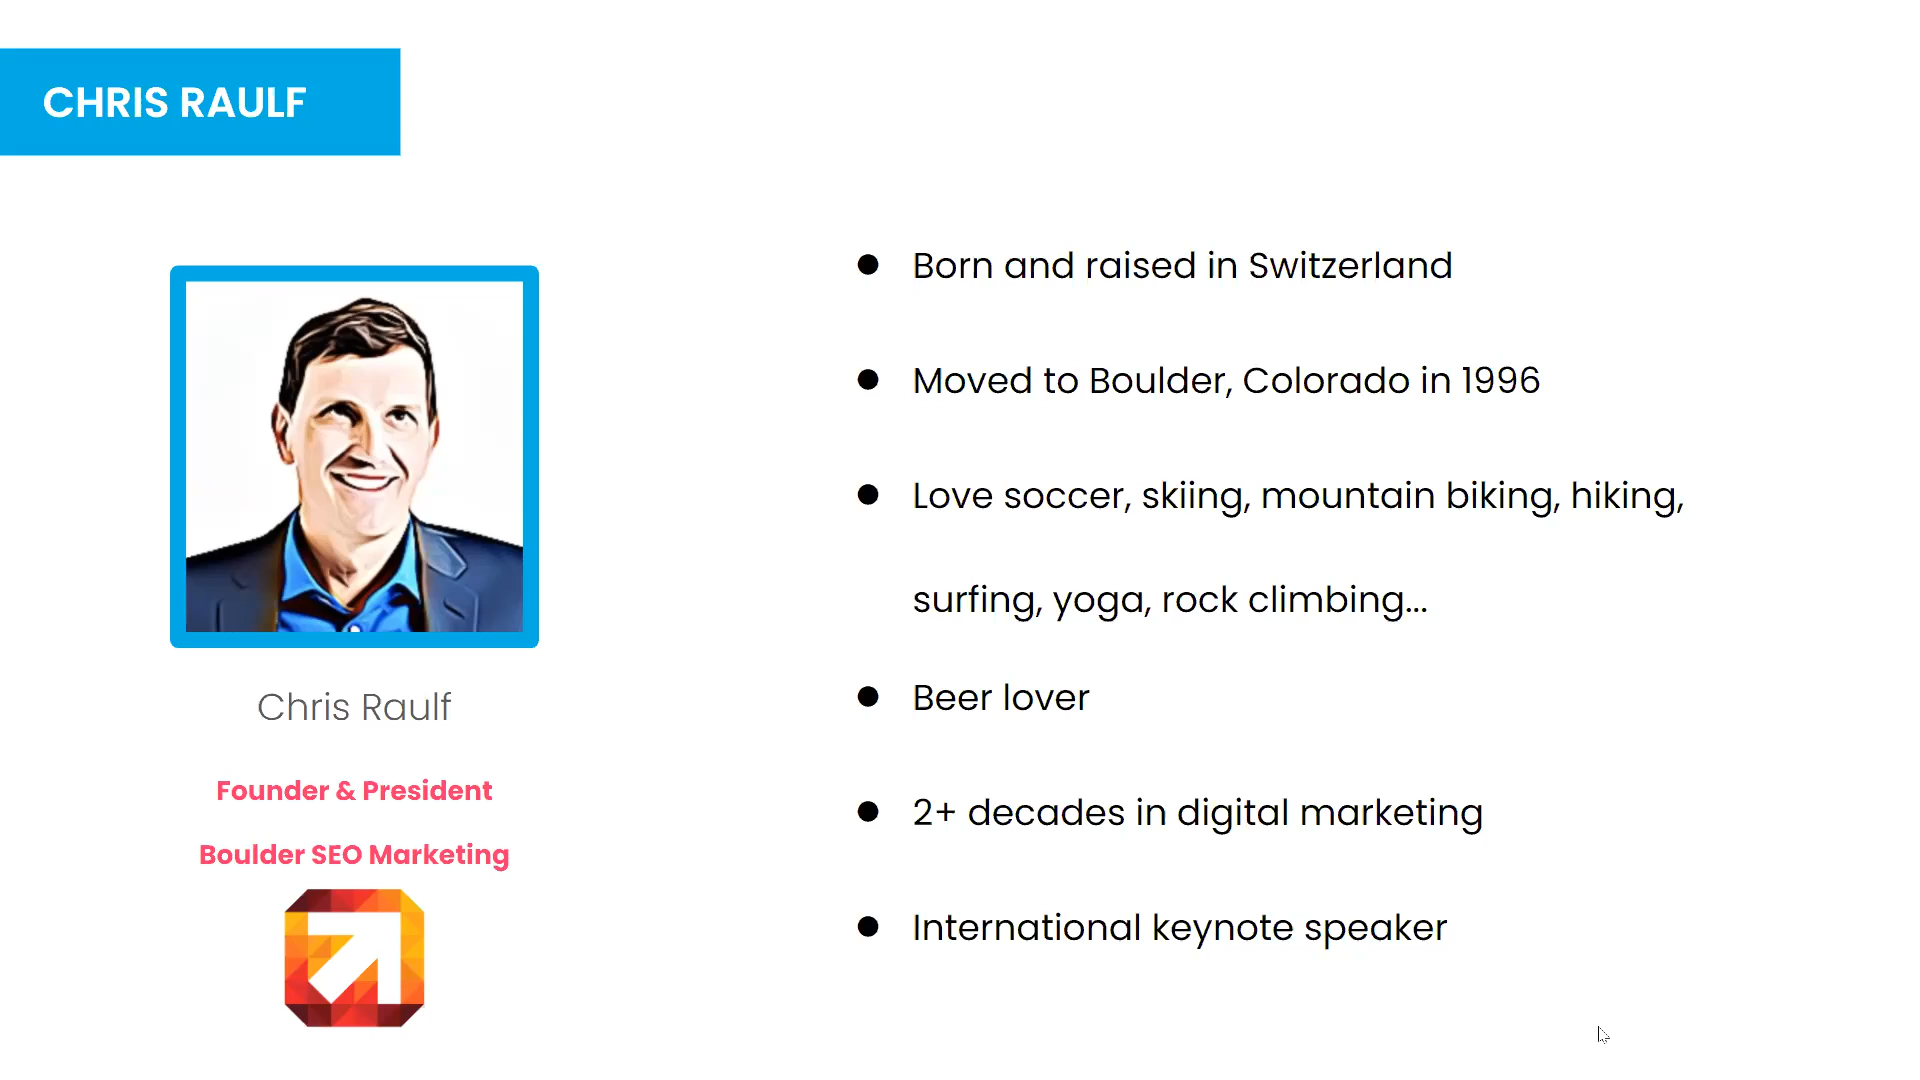 CHRIS RAULF
Chris Raulf
Founder & President
Boulder SEO Marketing
● Born and raised in Switzerland
● Moved to Boulder, Colorado in 1996
● Love soccer, skiing, mountain biking, hiking,
surfing, yoga, rock climbing...
● Beer lover
● 2+ decades in digital marketing
● International keynote speaker